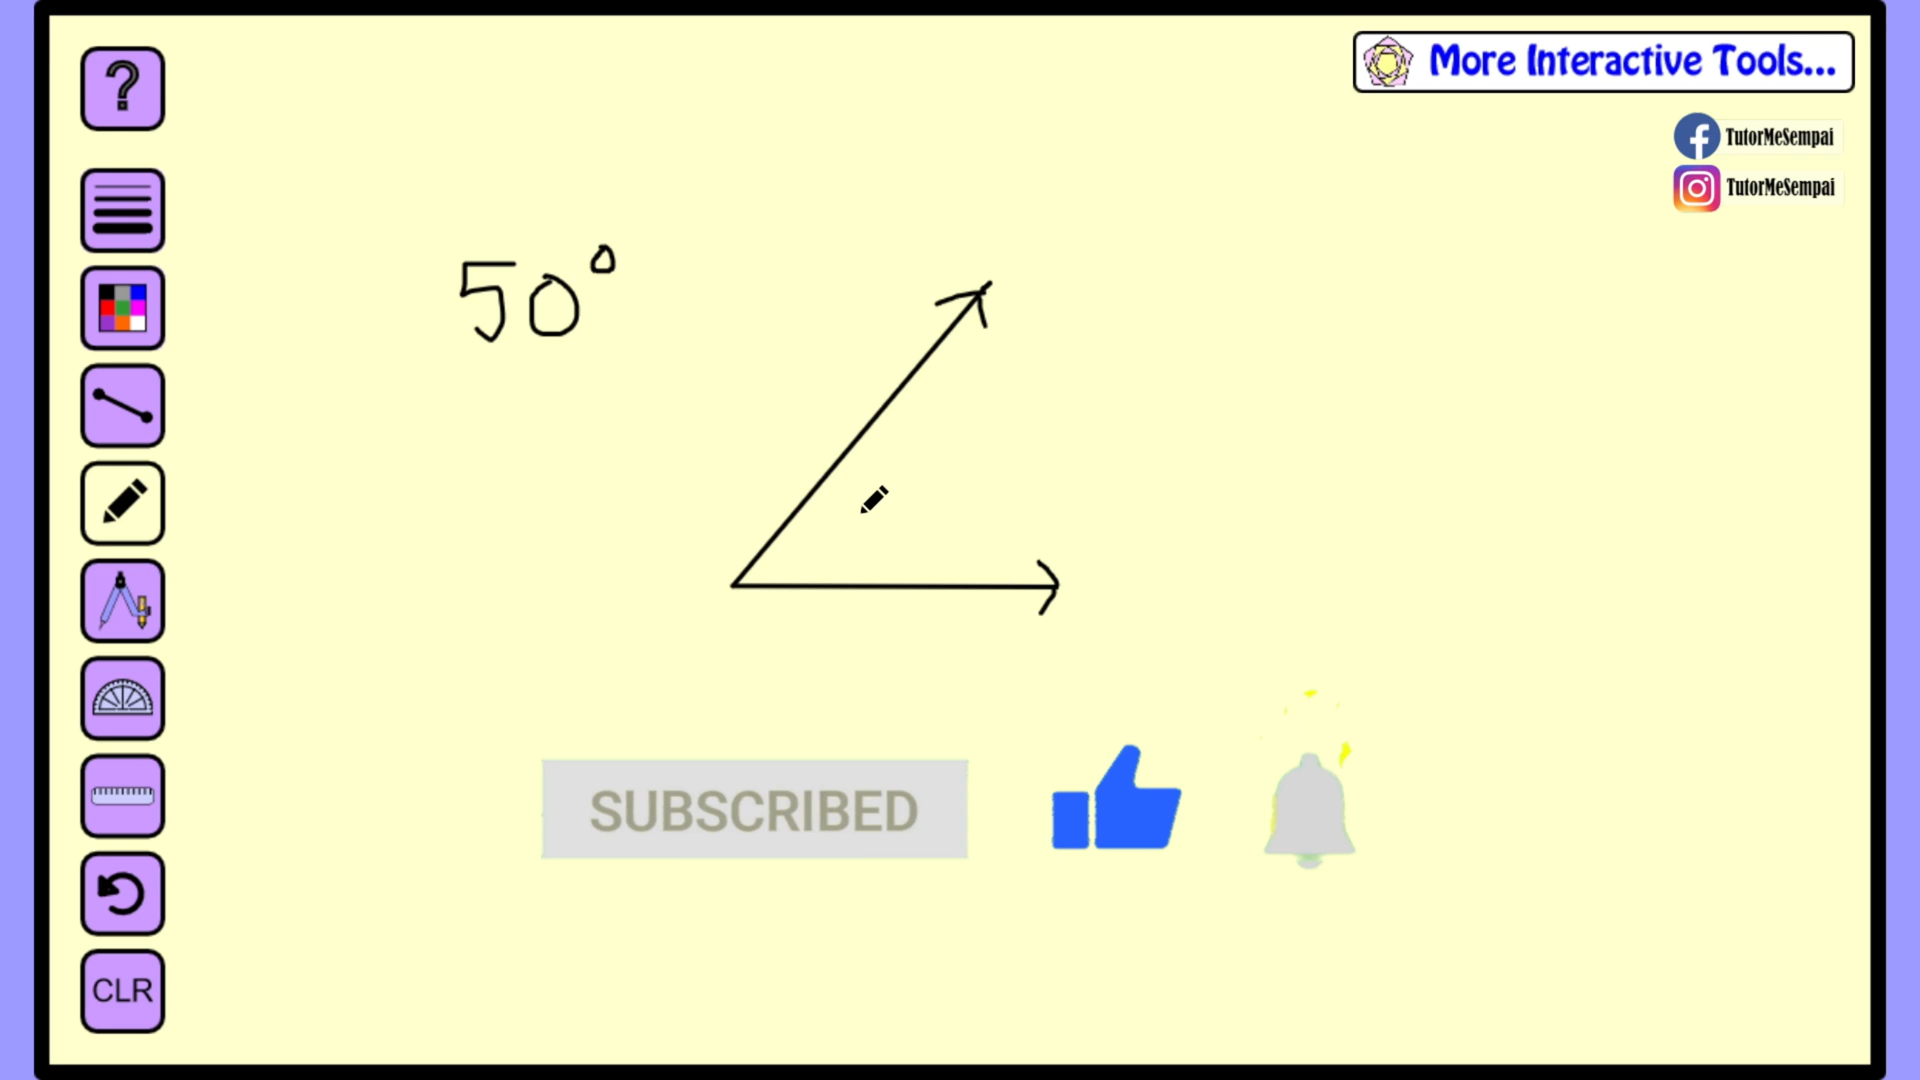 More Interactive Tools...
TutorMeSempai
TutorMeSempai
?
50°
SUBSCRIBED
CLR